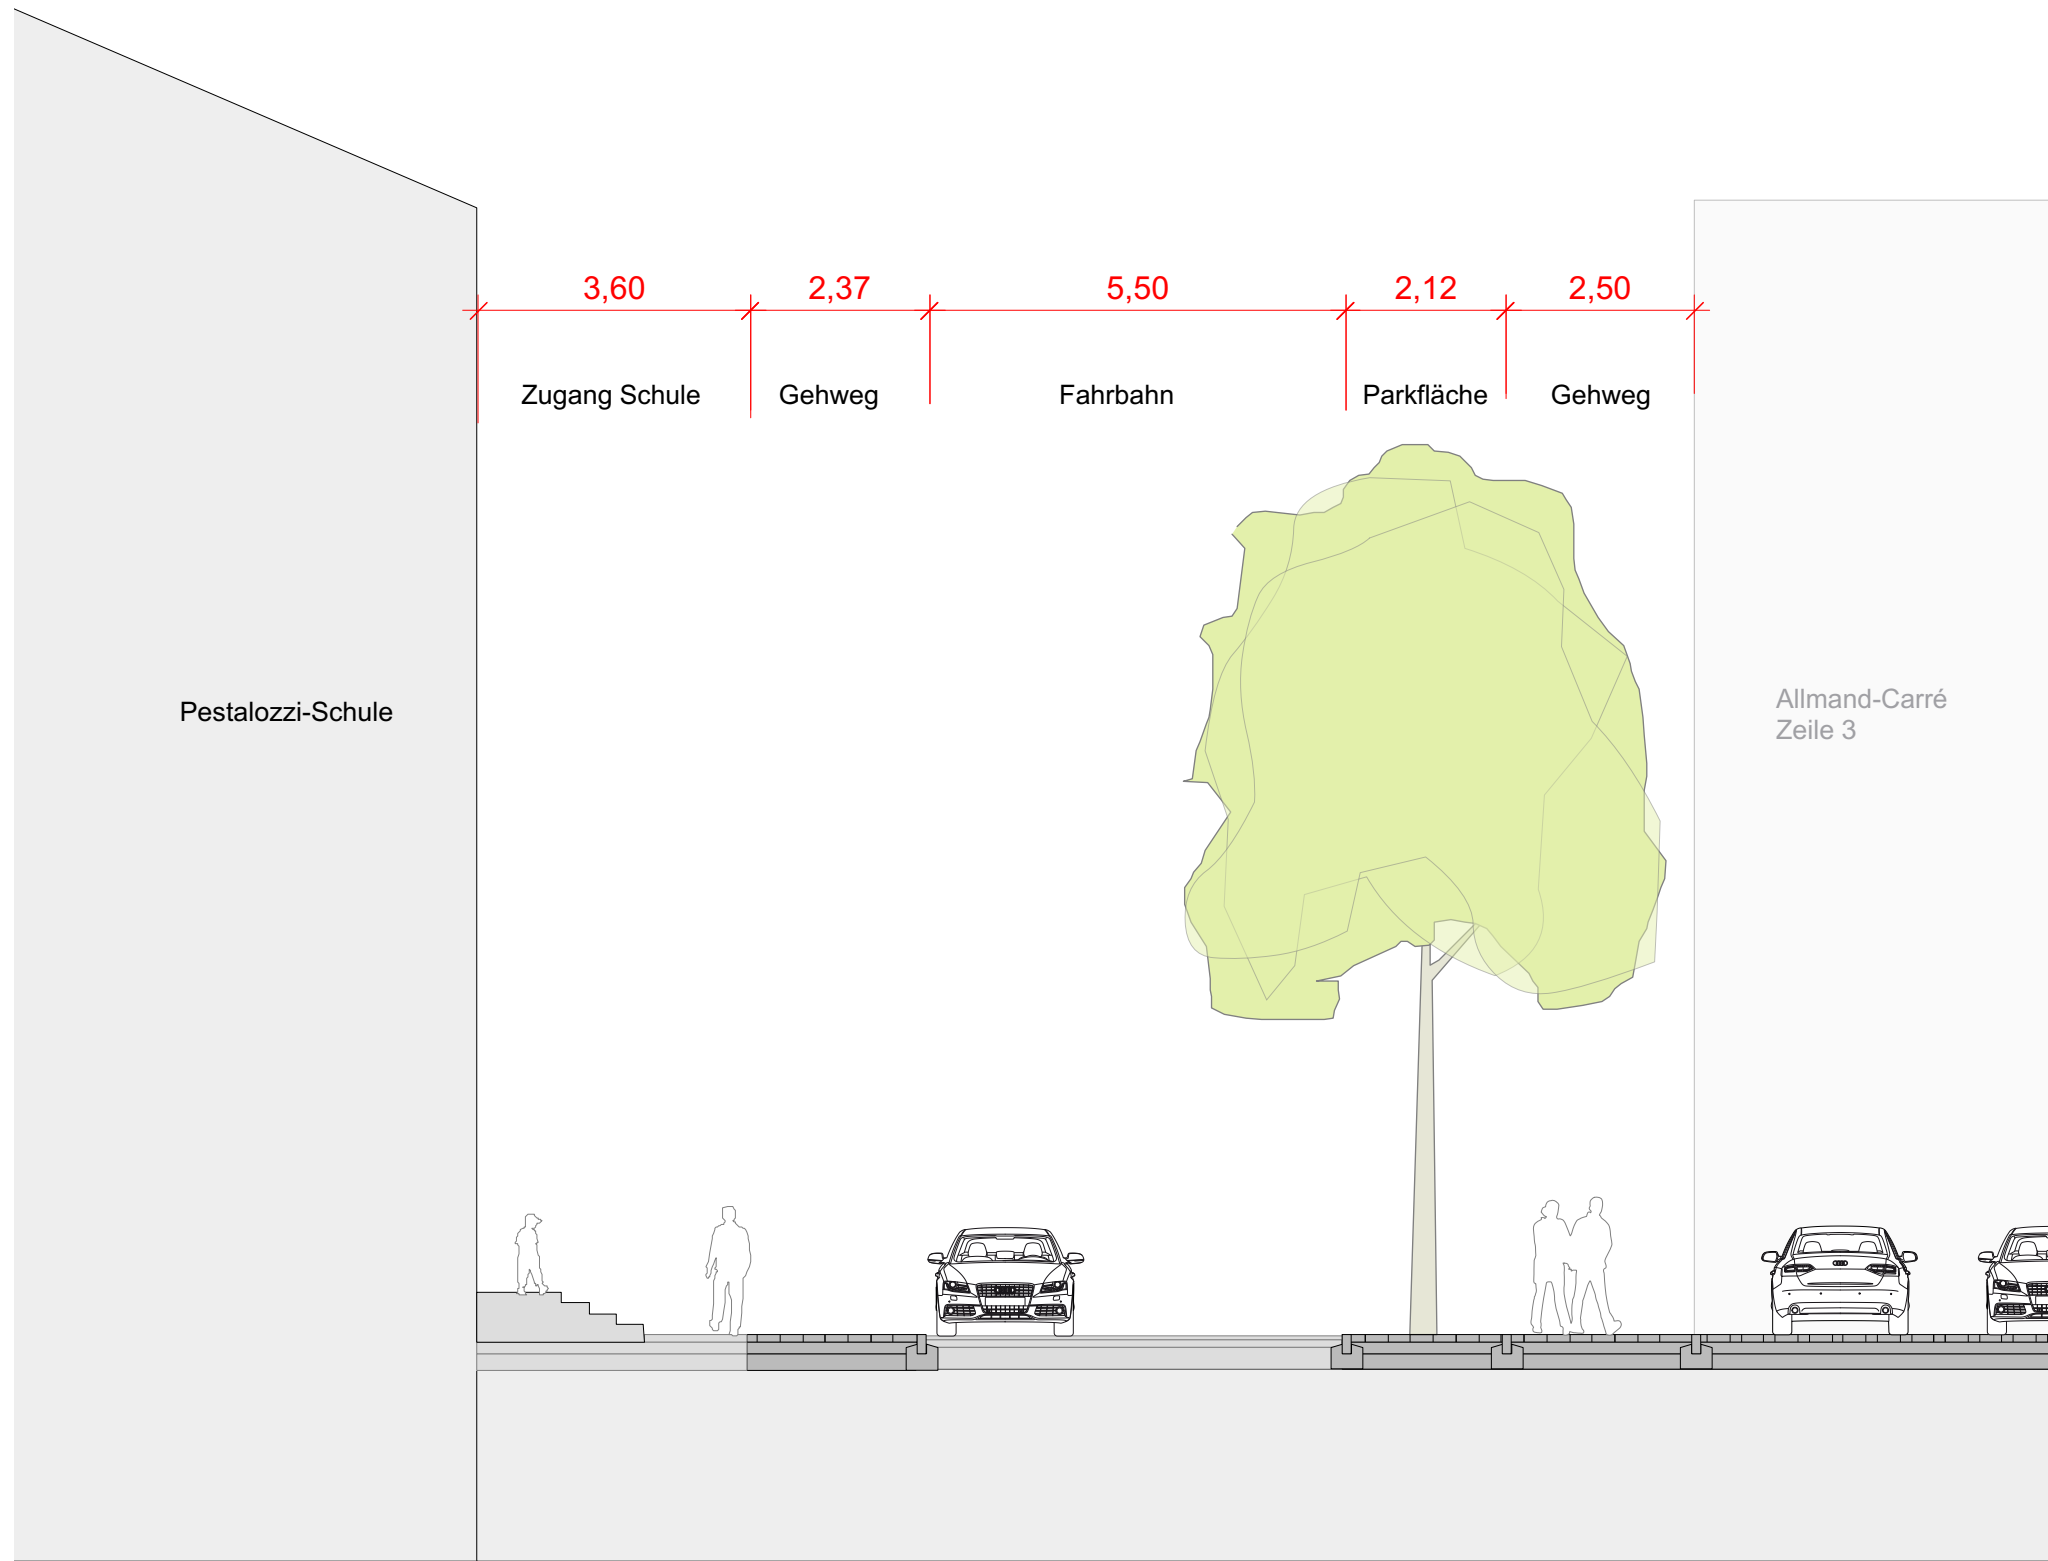 3,60 2,37 5,50 2,12 2,50
Zugang Schule Gehweg Fahrbahn Parkfläche Gehweg
Pestalozzi-Schule
Allmand-Carré
Zeile 3